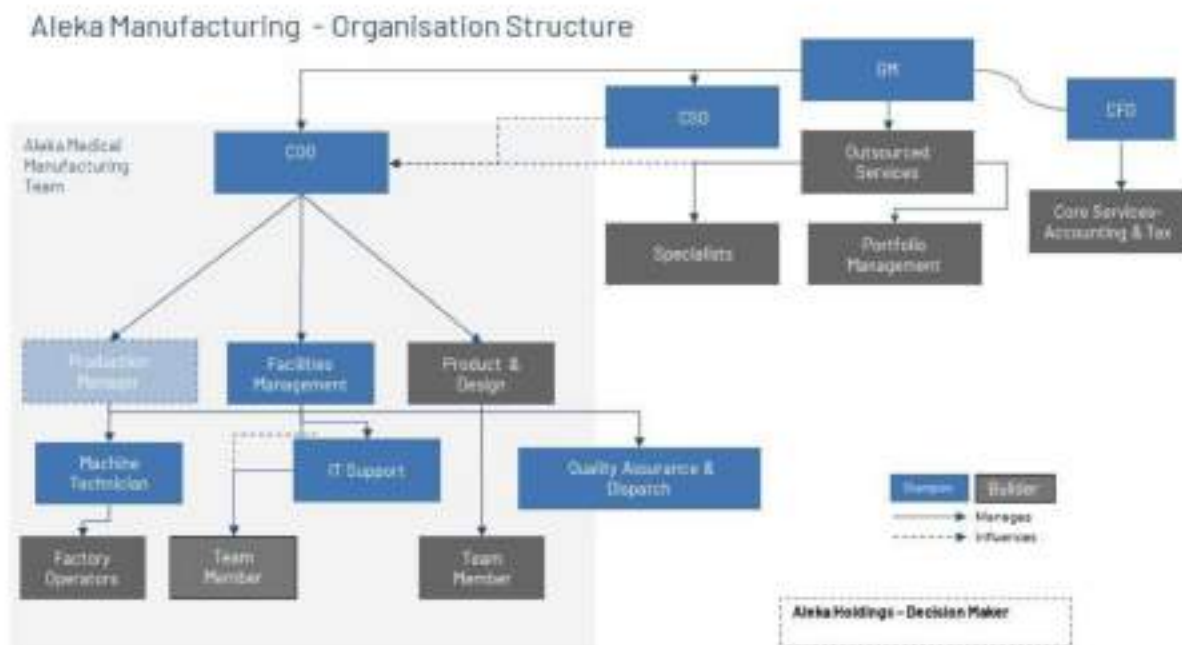 Aleka Manufacturing - Organisation Structure
GM
CSO
CFO
Aleka Medical
Manufacturing
Team
COO
Outsourced
Services
Specialists
Portfolio
Management
Core Services-
Accounting & Tax
Production
Manager
Facilities
Management
Product &
Design
Machine
Technician
IT Support
Quality Assurance &
Dispatch
Factory
Operators
Team
Member
Team
Member
Builder
Manages
Influences
Aleka Holdings - Decision Maker